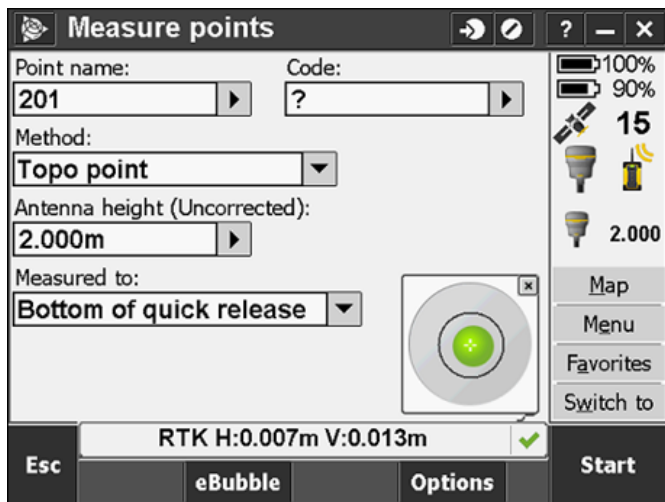 Measure points
? – ×
Point name:
Code:
201
?
Method:
Topo point
Antenna height (Uncorrected):
2.000m
Measured to:
Bottom of quick release
100%
90%
15
2.000
Map
Menu
Favorites
Switch to
RTK H:0.007m V:0.013m
Esc
eBubble
Options
Start